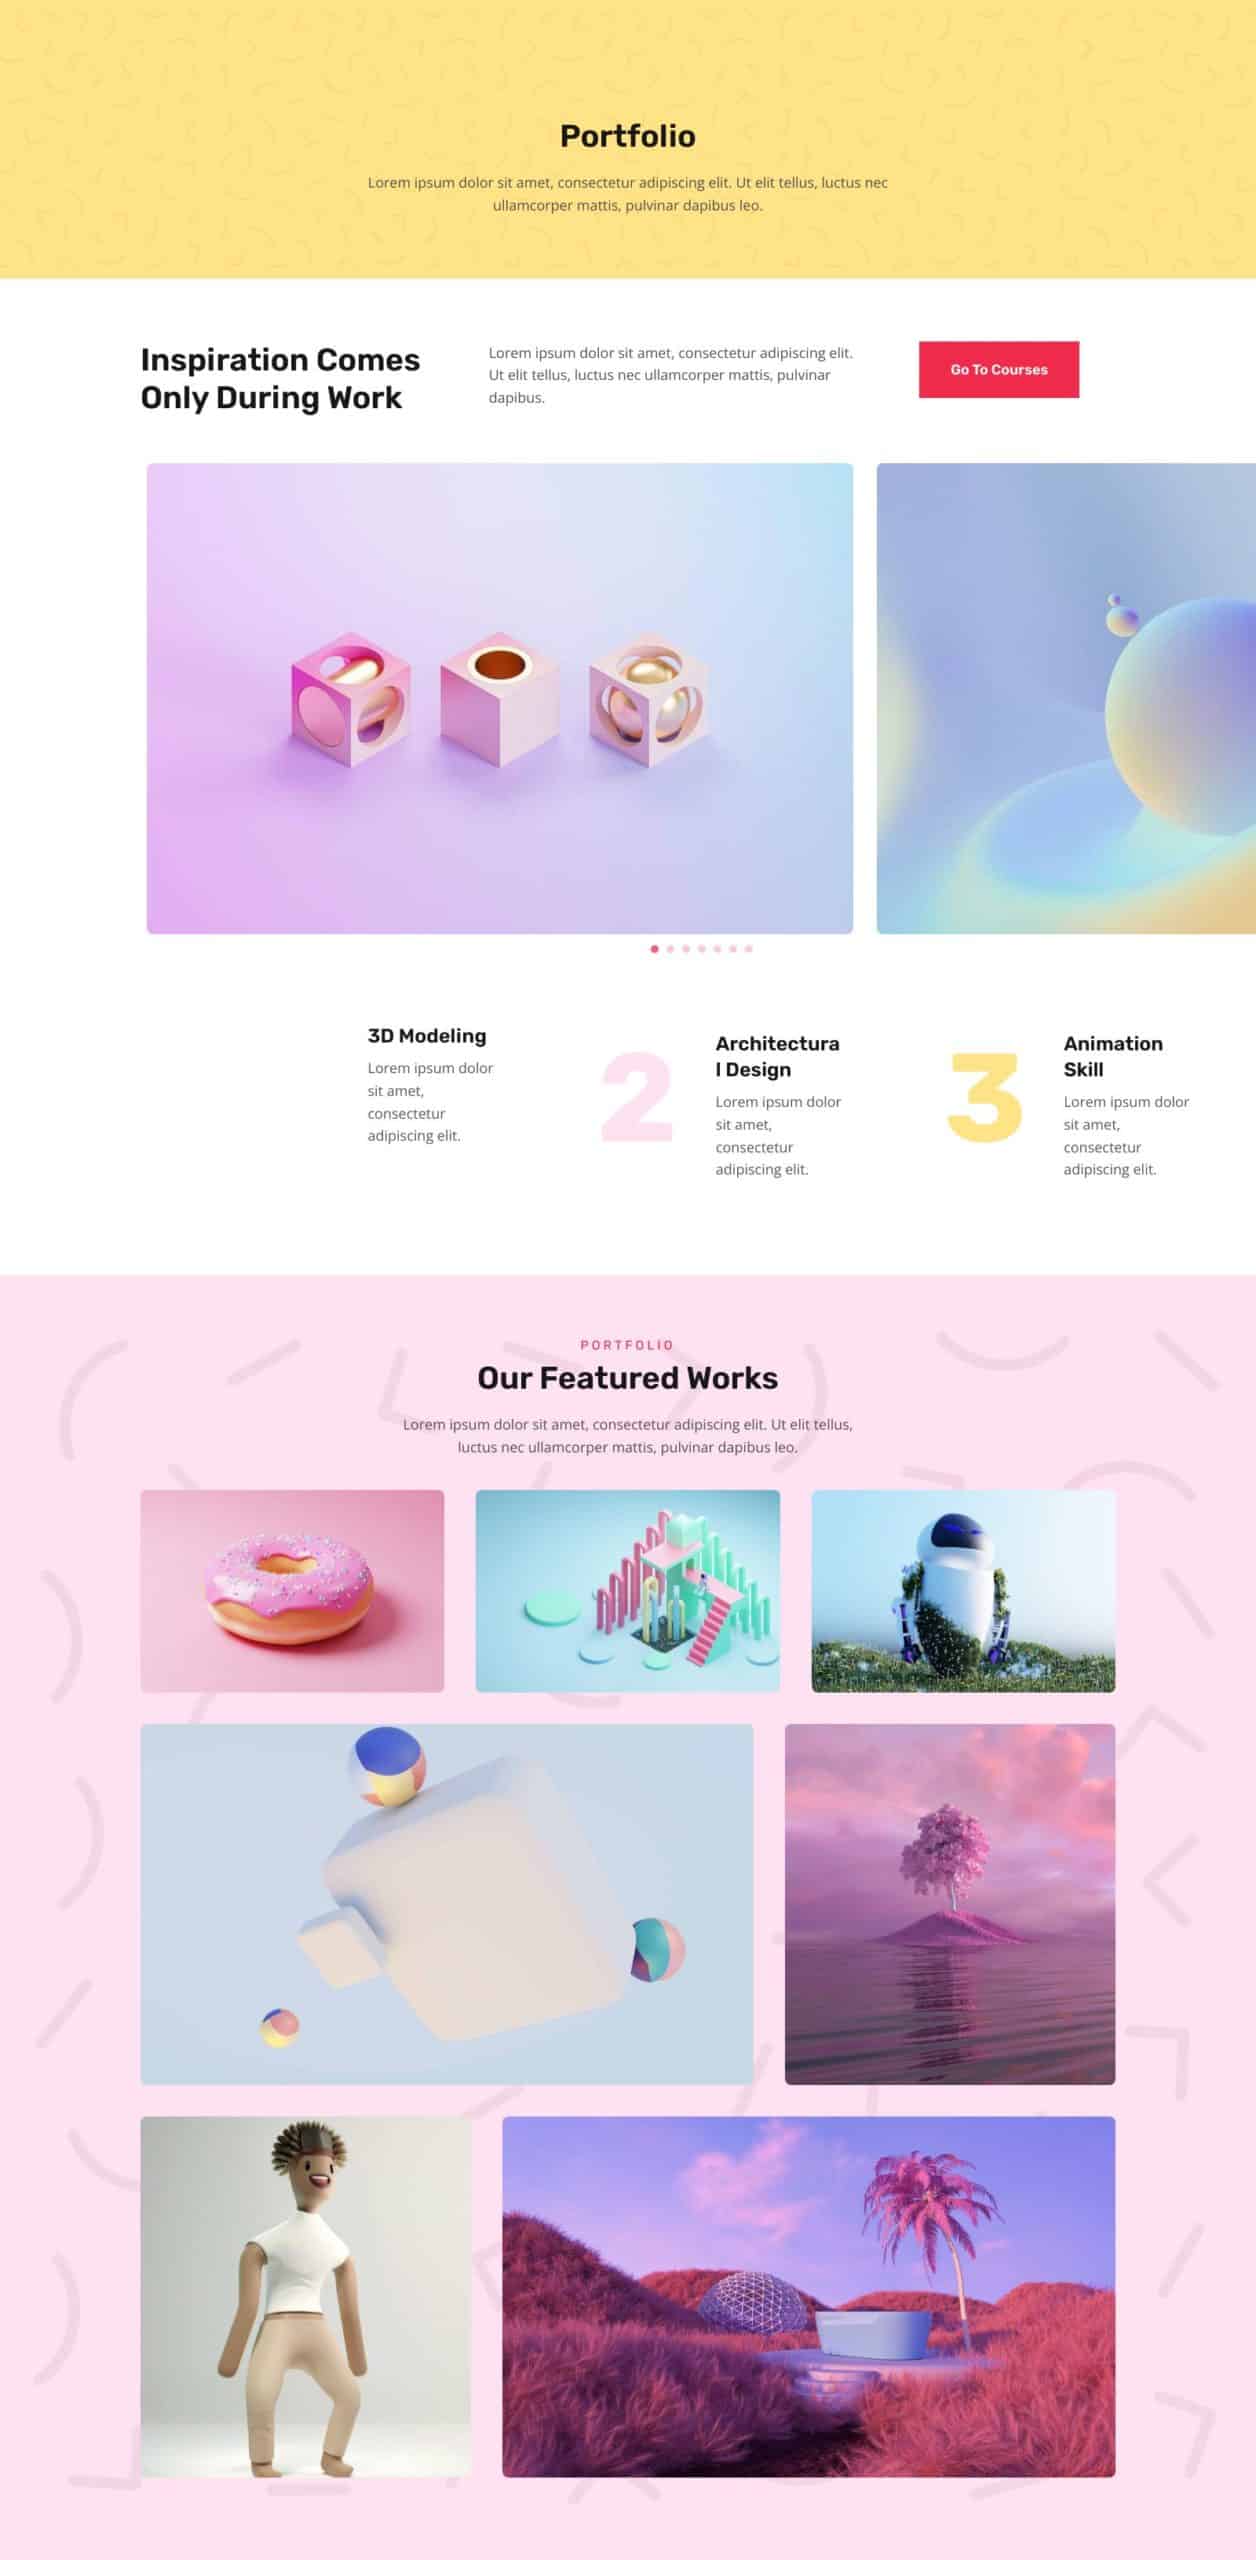 Portfolio
Lorem ipsum dolor sit amet, consectetur adipiscing elit. Ut elit tellus, luctus nec
ullamcorper mattis, pulvinar dapibus leo.
Inspiration Comes
Only During Work
Lorem ipsum dolor sit amet, consectetur adipiscing elit.
Ut elit tellus, luctus nec ullamcorper mattis, pulvinar
dapibus.
Go To Courses
3D Modeling
Lorem ipsum dolor
sit amet,
consectetur
adipiscing elit.
2
Architectura
l Design
Lorem ipsum dolor
sit amet,
consectetur
adipiscing elit.
3
Animation
Skill
Lorem ipsum dolor
sit amet,
consectetur
adipiscing elit.
PORTFOLIO
Our Featured Works
Lorem ipsum dolor sit amet, consectetur adipiscing elit. Ut elit tellus,
luctus nec ullamcorper mattis, pulvinar dapibus leo.